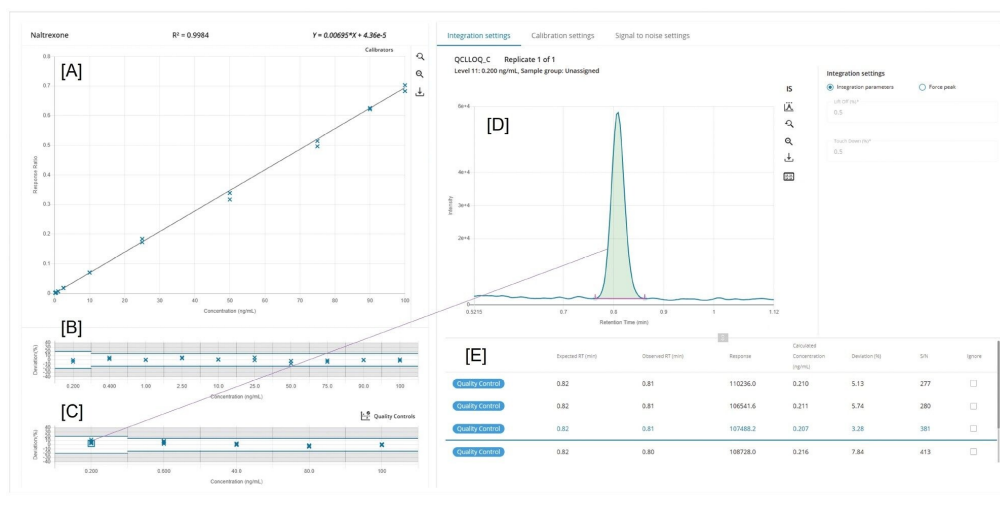 Naltrexone R² = 0.9984 Y = 0.00695*X + 4.36e-5
Calibrators
[A]
0.8
0.7
0.6
0.5
0.4
0.3
0.2
0.1
0
Response Ratio
0 10 20 30 40 50 60 70 80 90 100
Concentration (ng/mL)
[B]
Deviation(%)
0.200 0.400 1.00 2.50 10.0 25.0 50.0 75.0 90.0 100
Concentration (ng/mL)
[C]
Quality Controls
Deviation(%)
0.200 0.600 40.0 80.0 100
Concentration (ng/mL)
Integration settings Calibration settings Signal to noise settings
QCLLOQ_C Replicate 1 of 1
Level 11: 0.200 ng/mL, Sample group: Unassigned
IS
[D]
6e+4
4e+4
3e+4
2e+4
0
Intensity
0.5215 0.7 0.8 0.9 1 1.12
Retention Time (min)
Integration settings
Integration parameters Force peak
Lift Off (%)*
0.5
Touch Down (%)*
0.5
[E]
Expected RT (min) Observed RT (min) Response Calculated Concentration (ng/mL) Deviation (%) S/N Ignore
Quality Control 0.82 0.81 110236.0 0.210 5.13 277
Quality Control 0.82 0.81 106541.6 0.211 5.74 280
Quality Control 0.82 0.81 107488.2 0.207 3.28 381
Quality Control 0.82 0.80 108728.0 0.216 7.84 413